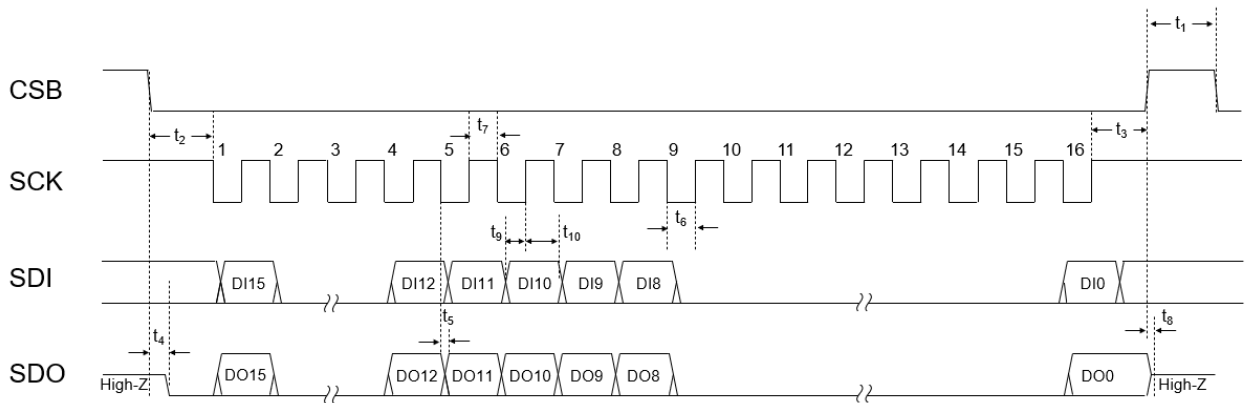 t1
CSB
t2
t7
t3
1 2 3 4 5 6 7 8 9 10 11 12 13 14 15 16
SCK
t6
t9 t10
SDI
DI15 DI12 DI11 DI10 DI9 DI8 DI0
t5
t4
t8
SDO
High-Z DO15 DO12 DO11 DO10 DO9 DO8 DO0 High-Z